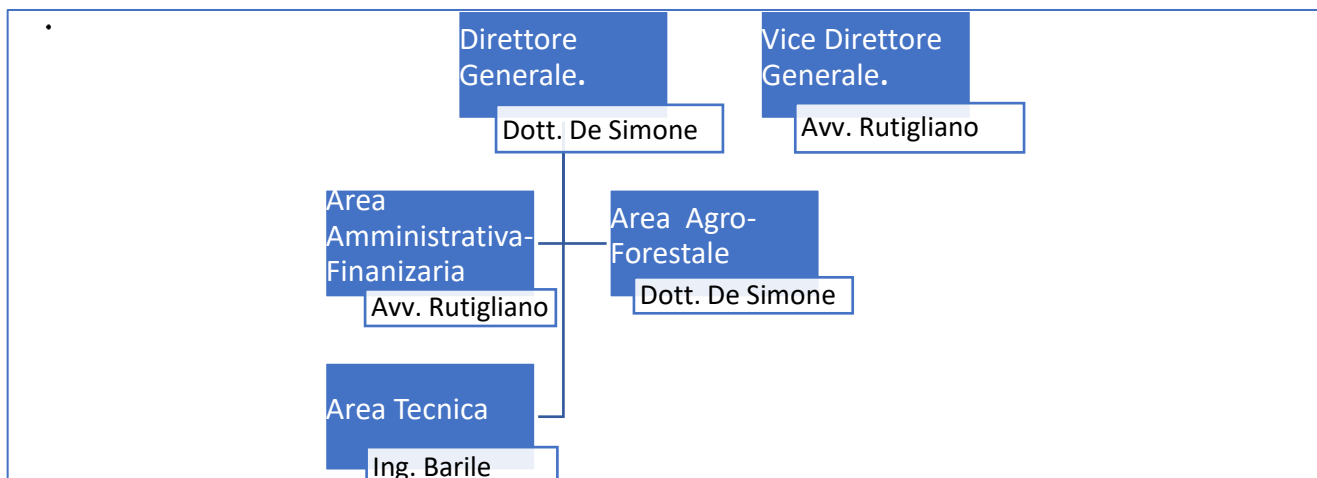 Direttore
Generale.
Dott. De Simone
Vice Direttore
Generale.
Avv. Rutigliano
Area
Amministrativa-
Finanizaria
Avv. Rutigliano
Area Agro-
Forestale
Dott. De Simone
Area Tecnica
Ing. Barile